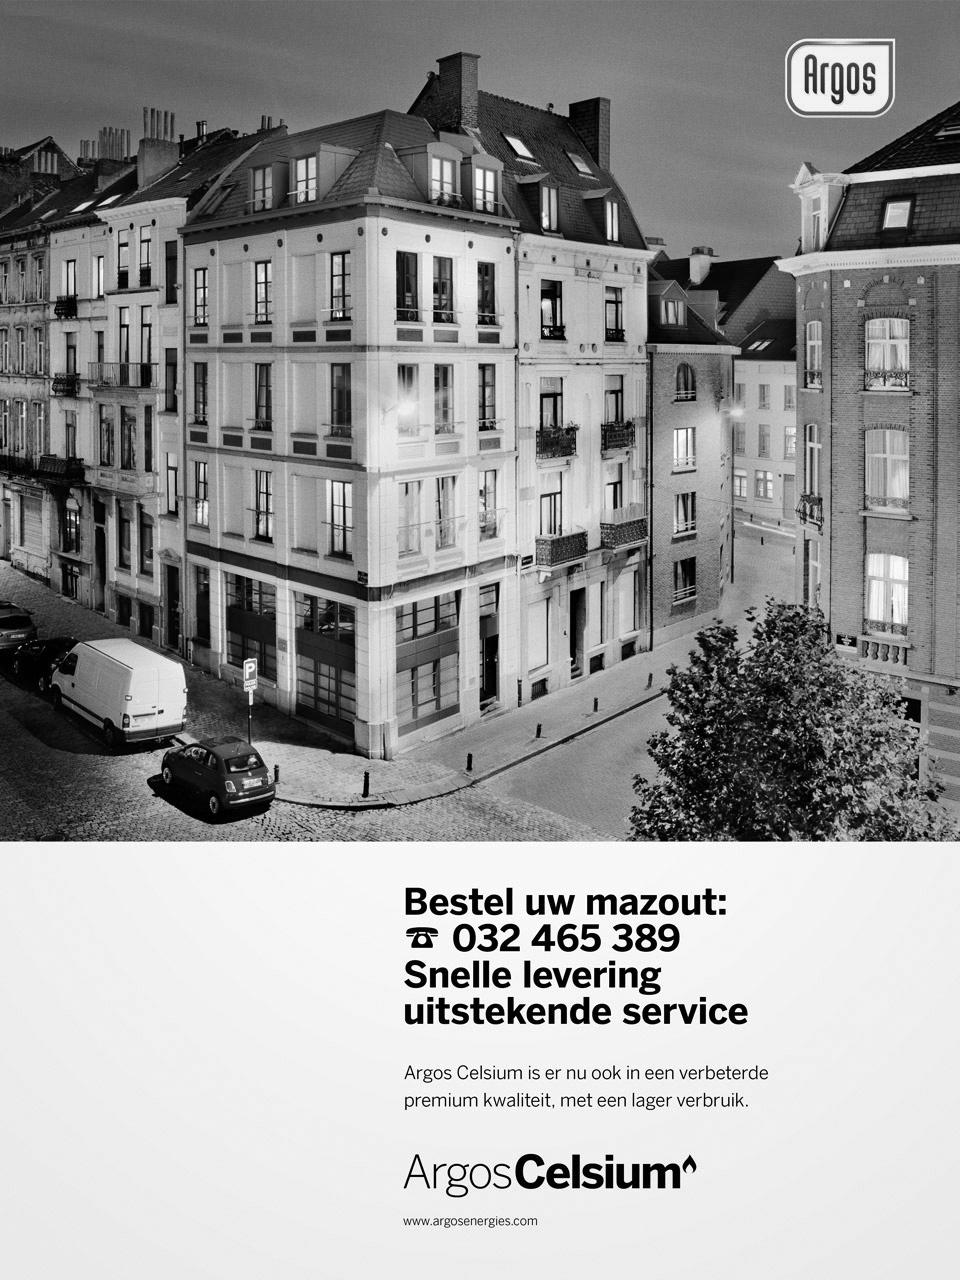 Argos
P
Bestel uw mazout:
☎ 032 465 389
Snelle levering
uitstekende service
Argos Celsium is er nu ook in een verbeterde
premium kwaliteit, met een lager verbruik.
ArgosCelsium
www.argosenergies.com